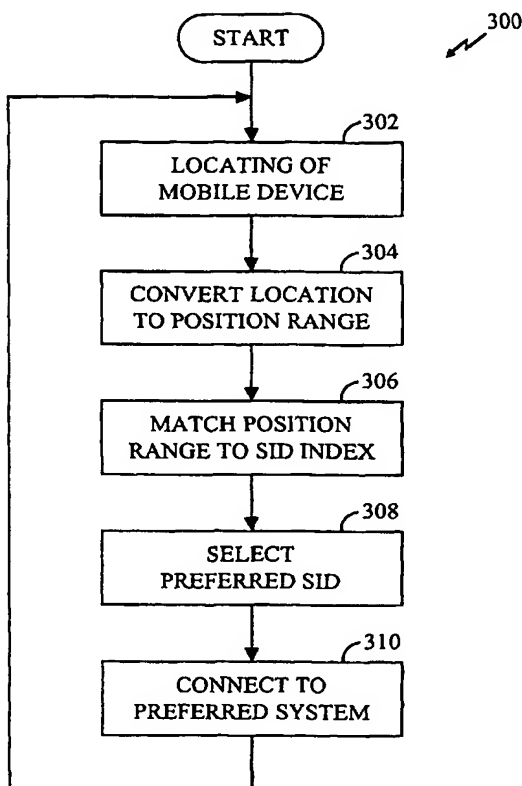 START
300
302
LOCATING OF
MOBILE DEVICE
304
CONVERT LOCATION
TO POSITION RANGE
306
MATCH POSITION
RANGE TO SID INDEX
308
SELECT
PREFERRED SID
310
CONNECT TO
PREFERRED SYSTEM